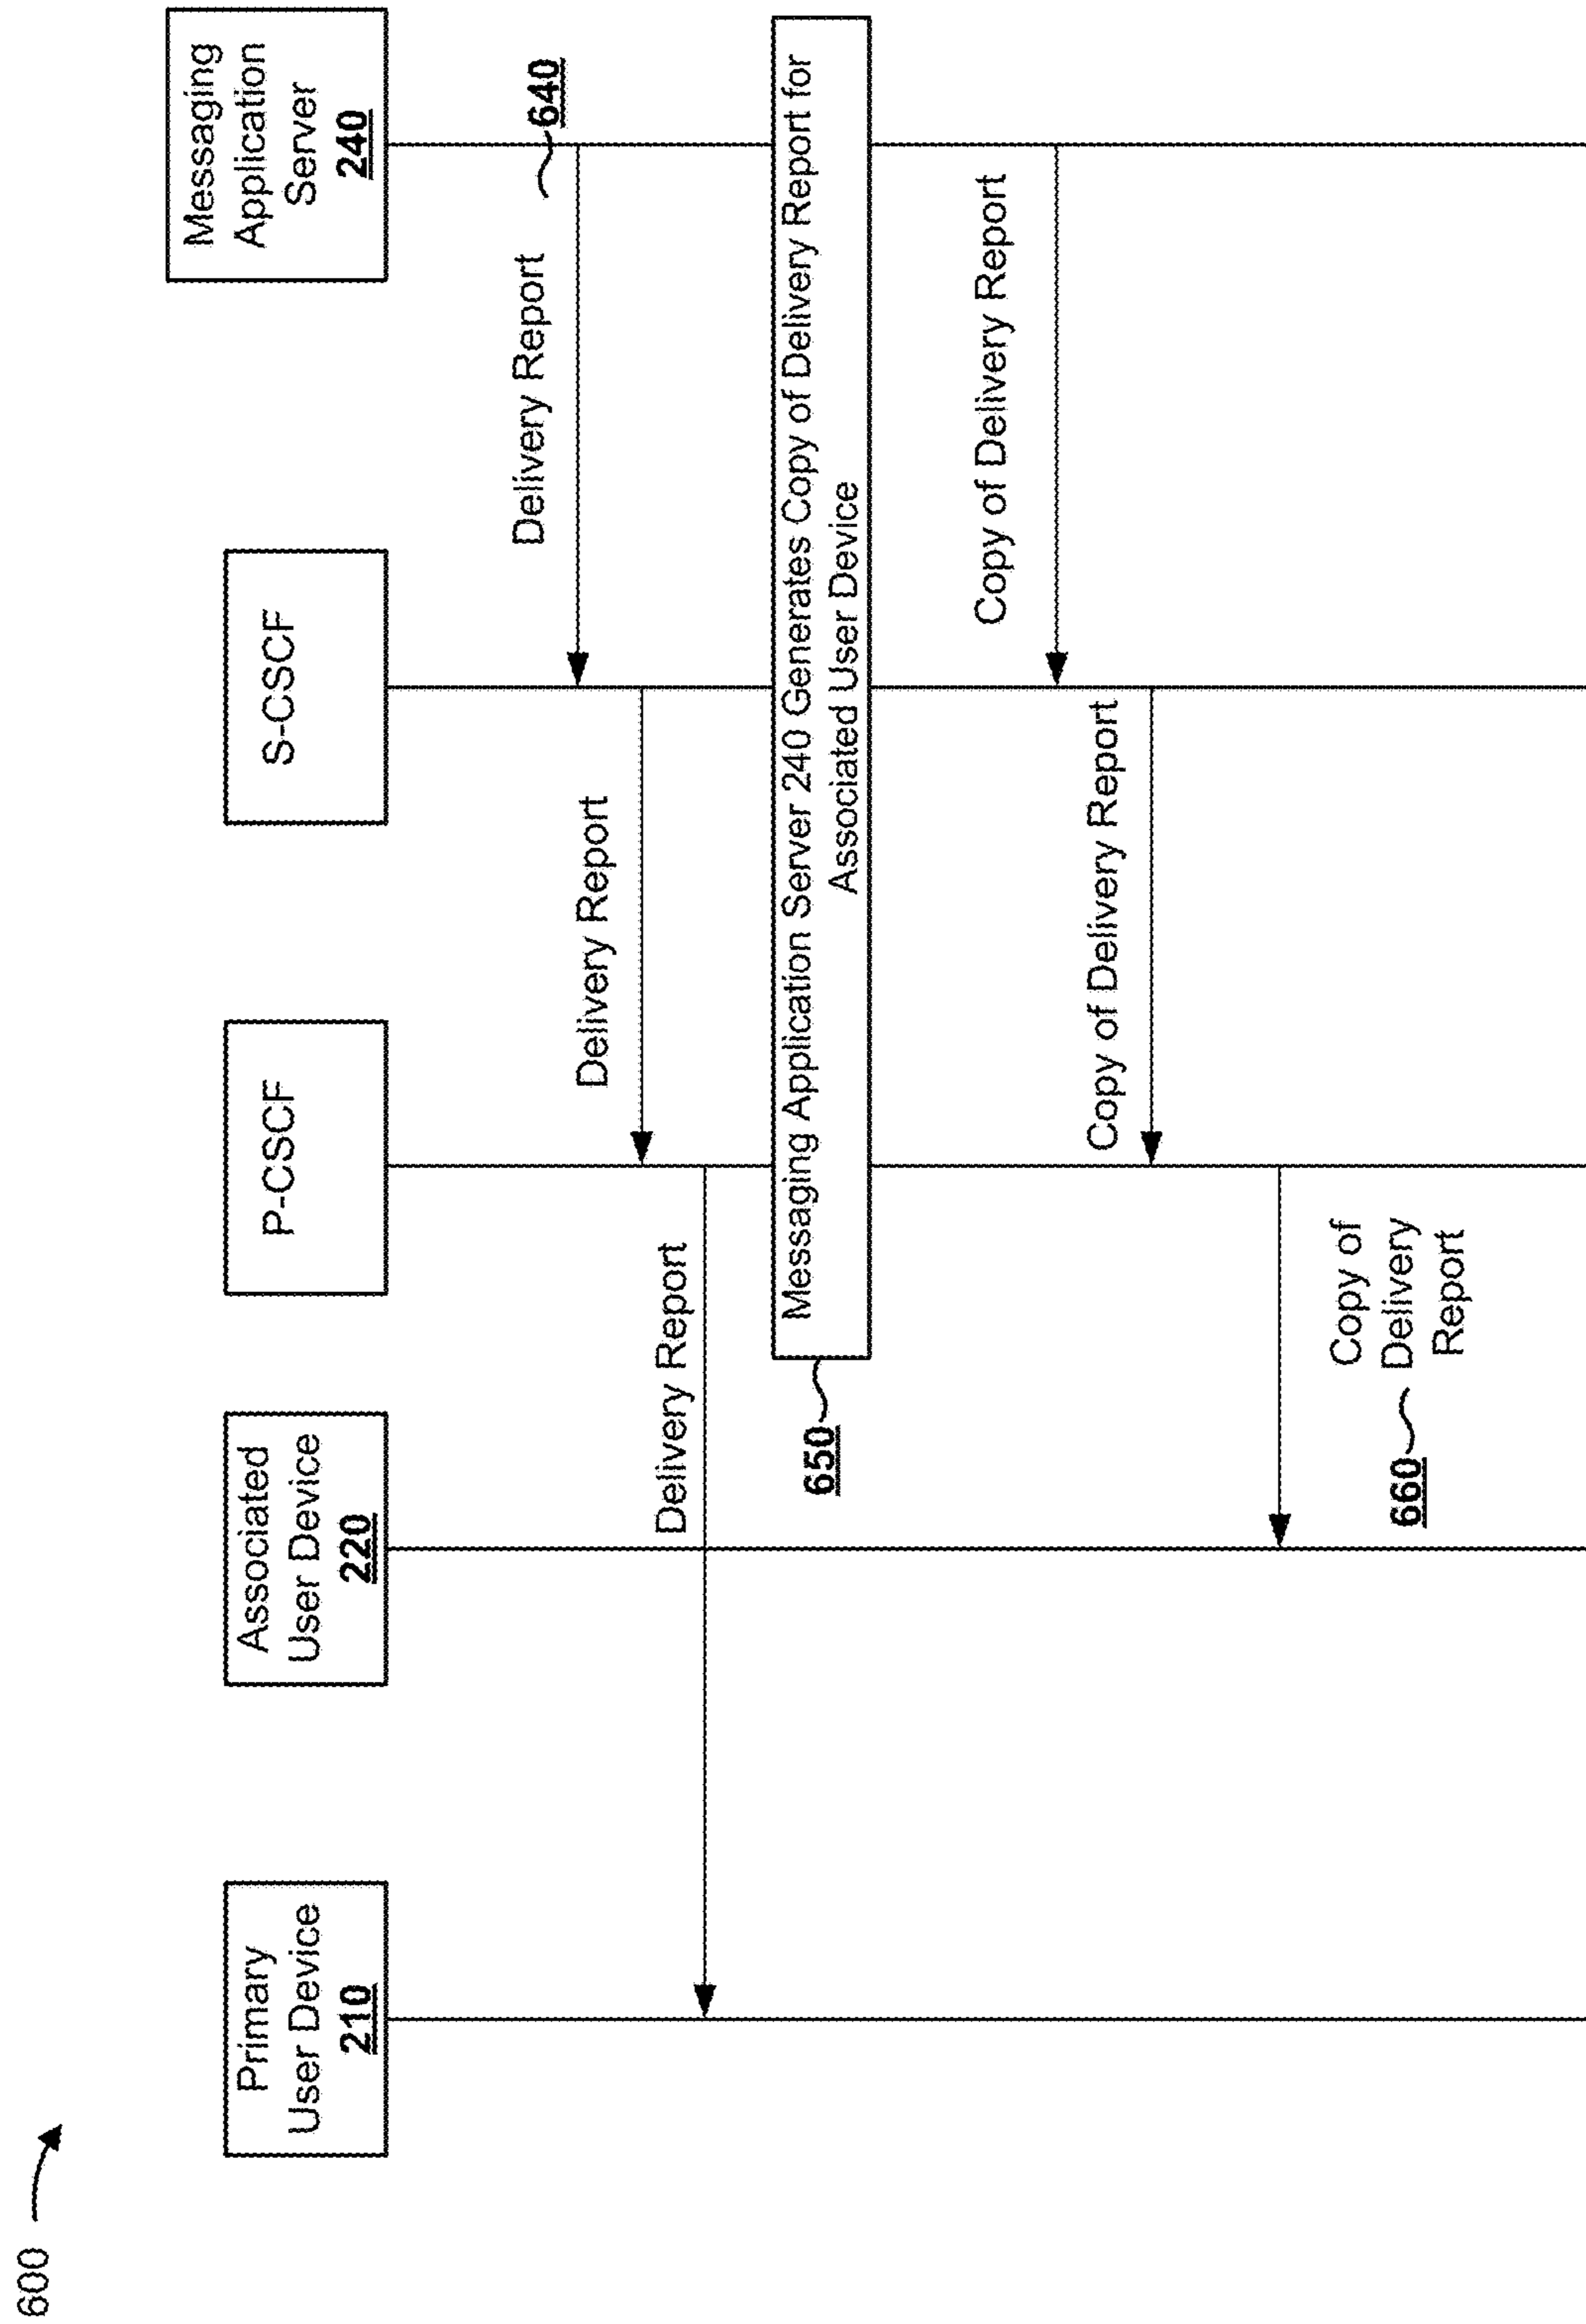 600
Primary
User Device
210
Associated
User Device
220
P-CSCF
S-CSCF
Messaging
Application
Server
240
Delivery Report
640
Delivery Report
Delivery Report
650
Messaging Application Server 240 Generates Copy of Delivery Report for
Associated User Device
Copy of Delivery Report
Copy of Delivery Report
Copy of
Delivery
Report
660